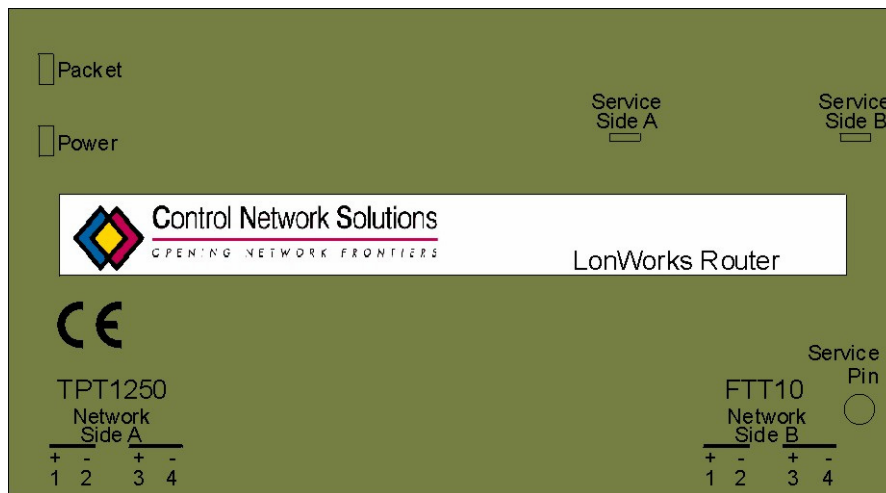 Packet
Power
Service
Side A
Service
Side B
Control Network Solutions
OPENING NETWORK FRONTIERS
LonWorks Router
CE
TPT1250
Network
Side A
+ - + -
1 2 3 4
Service
Pin
FTT10
Network
Side B
+ - + -
1 2 3 4